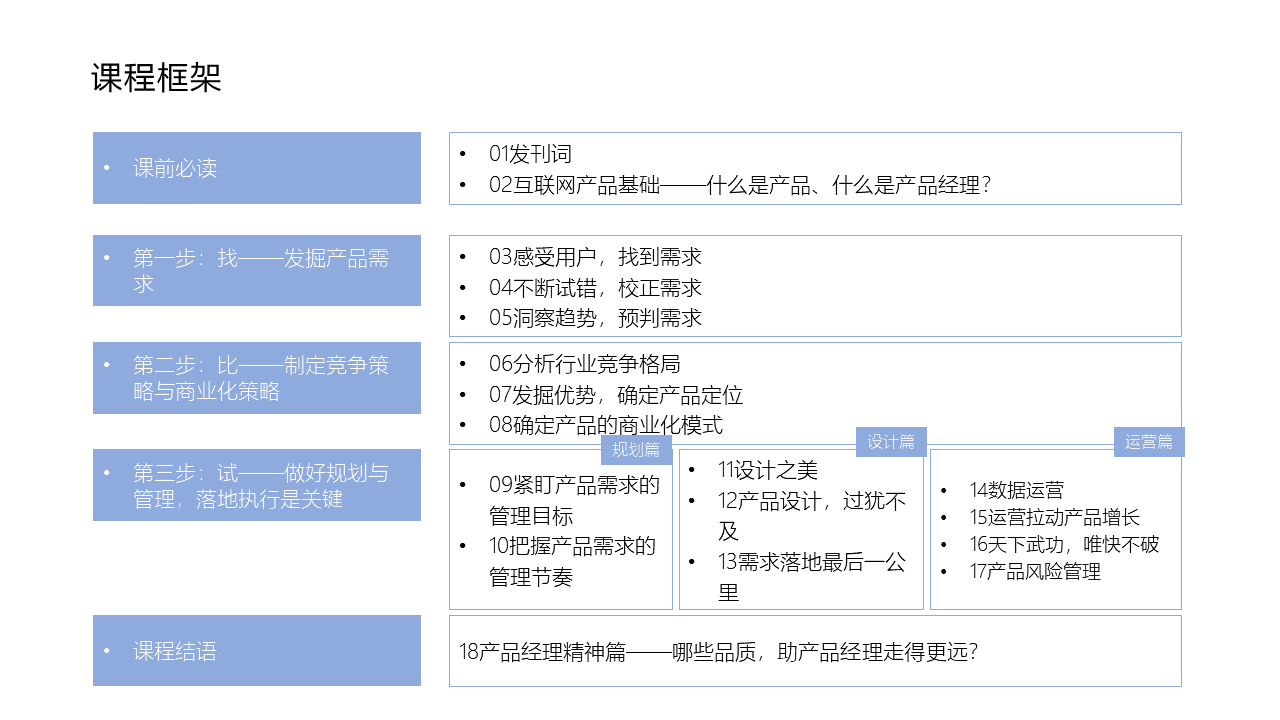 课程框架
• 课前必读
• 01发刊词
• 02互联网产品基础——什么是产品、什么是产品经理?
• 第一步：找——发掘产品需
求
• 03感受用户，找到需求
• 04不断试错，校正需求
• 05洞察趋势，预判需求
• 第二步：比——制定竞争策
略与商业化策略
• 06分析行业竞争格局
• 07发掘优势，确定产品定位
• 08确定产品的商业化模式
• 第三步：试——做好规划与
管理，落地执行是关键
规划篇
• 09紧盯产品需求的
管理目标
• 10把握产品需求的
管理节奏
设计篇
• 11设计之美
• 12产品设计，过犹不
及
• 13需求落地最后一公
里
运营篇
• 14数据运营
• 15运营拉动产品增长
• 16天下武功，唯快不破
• 17产品风险管理
• 课程结语
18产品经理精神篇——哪些品质，助产品经理走得更远?